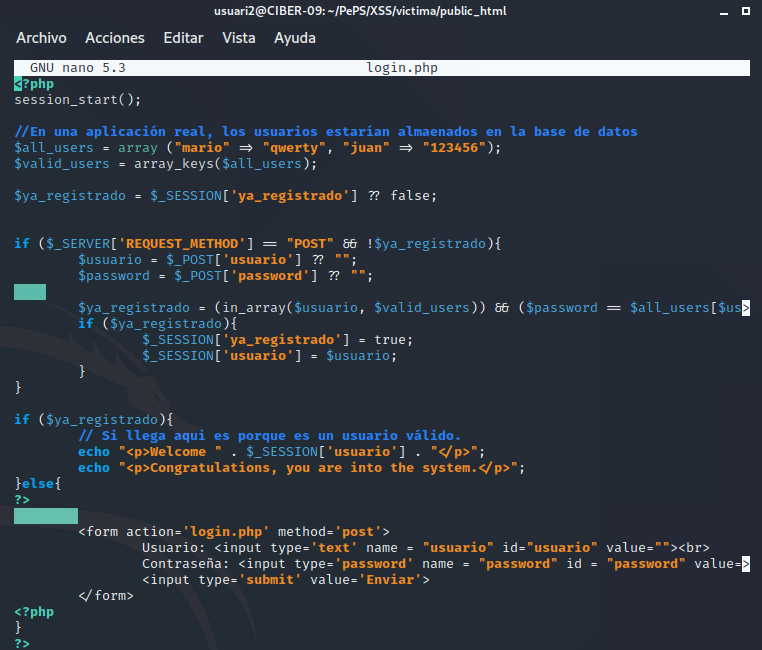 usuari2@CIBER-09: ~/PePS/XSS/victima/public_html
Archivo Acciones Editar Vista Ayuda
GNU nano 5.3 login.php
<?php
session_start();
//En una aplicación real, los usuarios estarían almaenados en la base de datos
$all_users = array ("mario" => "qwerty", "juan" => "123456");
$valid_users = array_keys($all_users);
$ya_registrado = $_SESSION['ya_registrado'] ?? false;
if ($_SERVER['REQUEST_METHOD'] == "POST" && !$ya_registrado){
$usuario = $_POST['usuario'] ?? "";
$password = $_POST['password'] ?? "";
$ya_registrado = (in_array($usuario, $valid_users)) && ($password == $all_users[$us>
if ($ya_registrado){
$_SESSION['ya_registrado'] = true;
$_SESSION['usuario'] = $usuario;
}
}
if ($ya_registrado){
// Si llega aqui es porque es un usuario válido.
echo "<p>Welcome " . $_SESSION['usuario'] . "</p>";
echo "<p>Congratulations, you are into the system.</p>";
}else{
?>
<form action='login.php' method='post'>
Usuario: <input type='text' name = "usuario" id="usuario" value=""><br>
Contraseña: <input type='password' name = "password" id = "password" value=>
<input type='submit' value='Enviar'>
</form>
<?php
}
?>